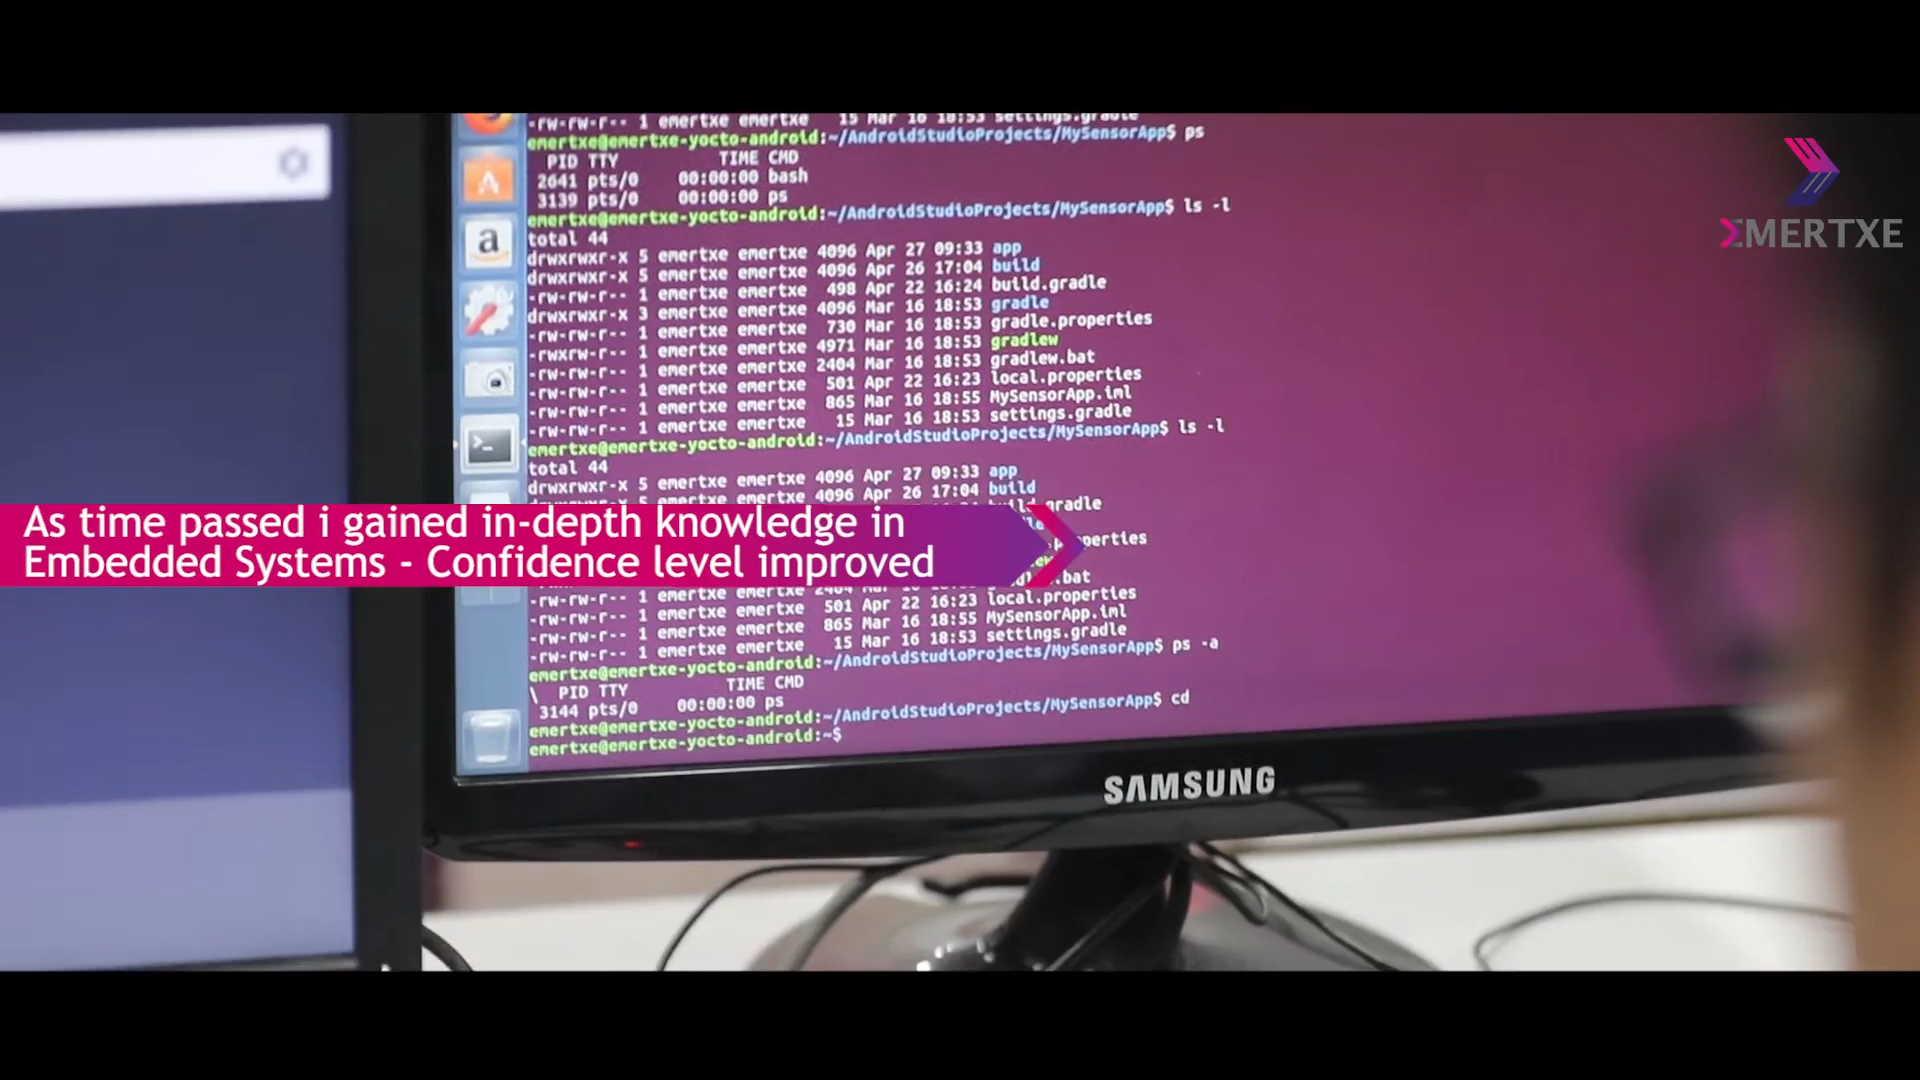 -rw-rw-r-- 1 emertxe emertxe 15 Mar 16 18:53 settings.gradle
emertxe@emertxe-yocto-android:~/AndroidStudioProjects/MySensorApp$ ps
PID TTY TIME CMD
2641 pts/0 00:00:00 bash
3139 pts/0 00:00:00 ps
emertxe@emertxe-yocto-android:~/AndroidStudioProjects/MySensorApp$ ls -l
total 44
drwxrwxr-x 5 emertxe emertxe 4096 Apr 27 09:33 app
drwxrwxr-x 5 emertxe emertxe 4096 Apr 26 17:04 build
-rw-rw-r-- 1 emertxe emertxe 498 Apr 22 16:24 build.gradle
drwxrwxr-x 3 emertxe emertxe 4096 Mar 16 18:53 gradle
-rw-rw-r-- 1 emertxe emertxe 730 Mar 16 18:53 gradle.properties
-rwxrw-r-- 1 emertxe emertxe 4971 Mar 16 18:53 gradlew
-rw-rw-r-- 1 emertxe emertxe 2404 Mar 16 18:53 gradlew.bat
-rw-rw-r-- 1 emertxe emertxe 501 Apr 22 16:23 local.properties
-rw-rw-r-- 1 emertxe emertxe 865 Mar 16 18:55 MySensorApp.iml
-rw-rw-r-- 1 emertxe emertxe 15 Mar 16 18:53 settings.gradle
emertxe@emertxe-yocto-android:~/AndroidStudioProjects/MySensorApp$ ls -l
total 44
drwxrwxr-x 5 emertxe emertxe 4096 Apr 27 09:33 app
drwxrwxr-x 5 emertxe emertxe 4096 Apr 26 17:04 build
As time passed i gained in-depth knowledge in
Embedded Systems - Confidence level improved
-rw-rw-r-- 1 emertxe emertxe 501 Apr 22 16:23 local.properties
-rw-rw-r-- 1 emertxe emertxe 865 Mar 16 18:55 MySensorApp.iml
-rw-rw-r-- 1 emertxe emertxe 15 Mar 16 18:53 settings.gradle
emertxe@emertxe-yocto-android:~/AndroidStudioProjects/MySensorApp$ ps -a
\ PID TTY TIME CMD
3144 pts/0 00:00:00 ps
emertxe@emertxe-yocto-android:~/AndroidStudioProjects/MySensorApp$ cd
emertxe@emertxe-yocto-android:~$
SAMSUNG
EMERTXE